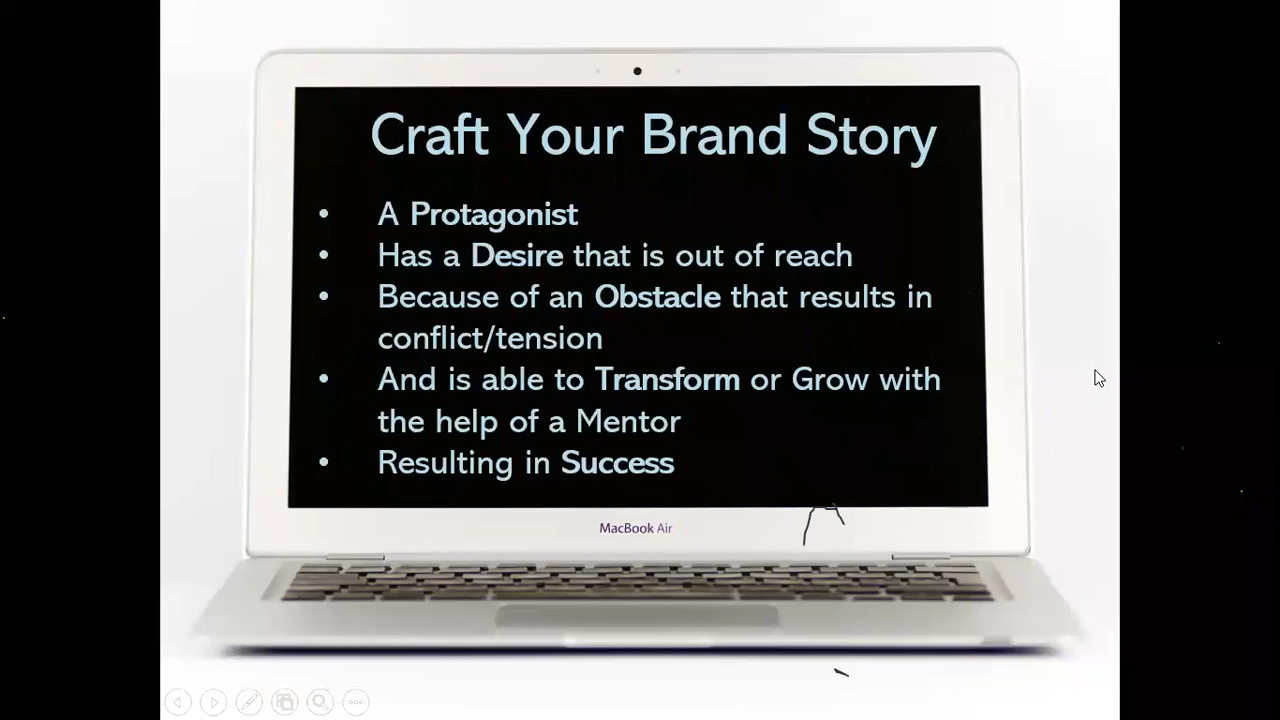 Craft Your Brand Story
• A Protagonist
• Has a Desire that is out of reach
• Because of an Obstacle that results in
conflict/tension
• And is able to Transform or Grow with
the help of a Mentor
• Resulting in Success
MacBook Air